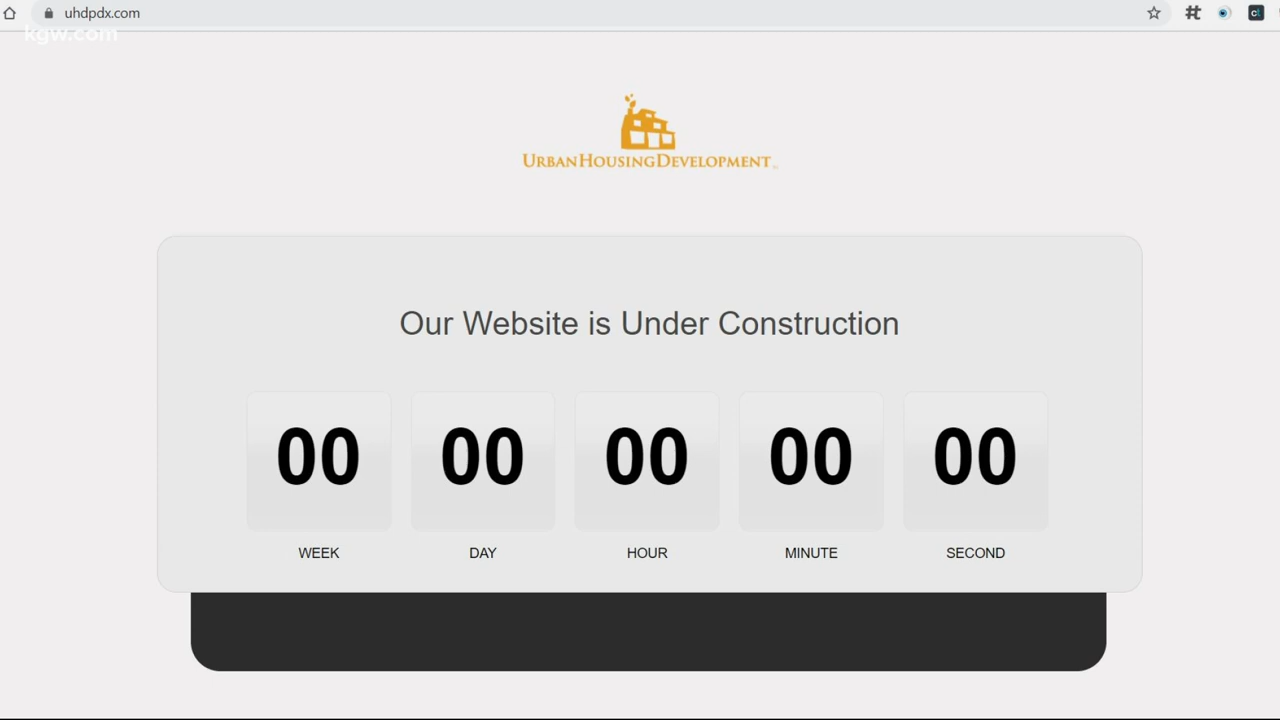 uhdpdx.com
kgw.com
URBANHOUSINGDEVELOPMENT
Our Website is Under Construction
00 00 00 00 00
WEEK DAY HOUR MINUTE SECOND